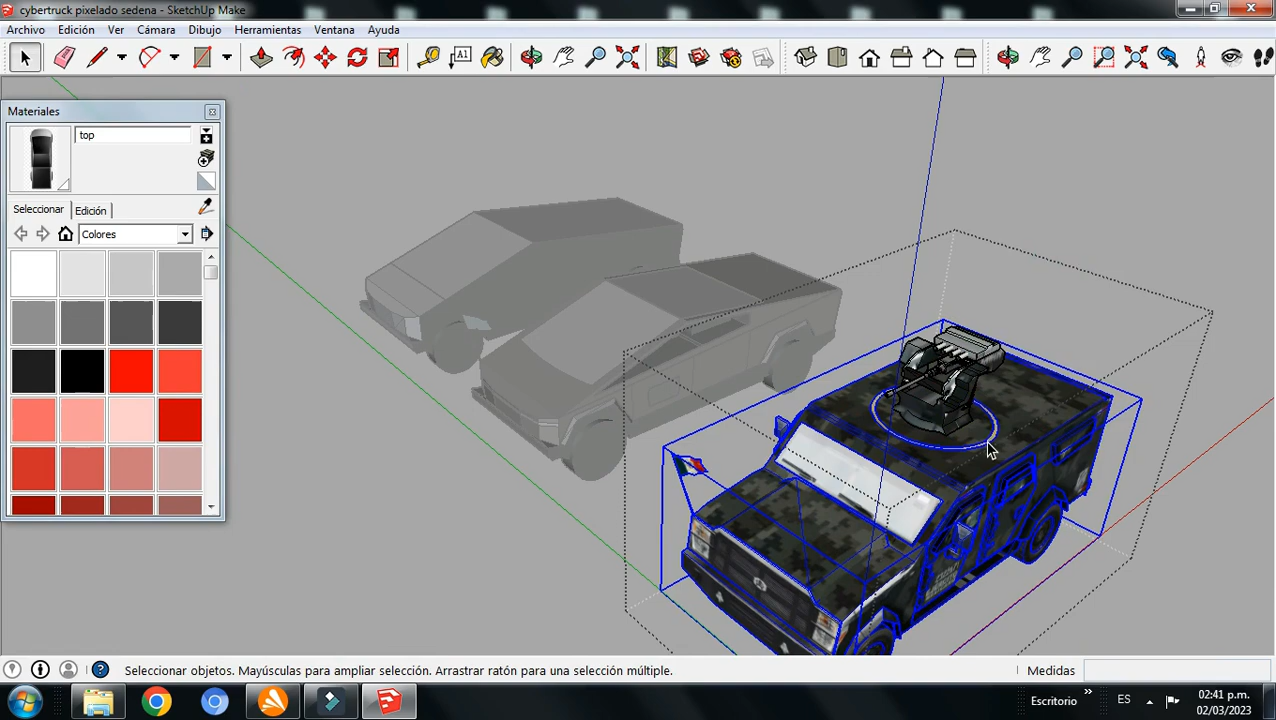 cybertruck pixelado sedena - SketchUp Make
Archivo Edición Ver Cámara Dibujo Herramientas Ventana Ayuda
A1
Materiales
top
Seleccionar Edición
Colores
Seleccionar objetos. Mayúsculas para ampliar selección. Arrastrar ratón para una selección múltiple.
Medidas
Escritorio
ES
02:41 p.m.
02/03/2023